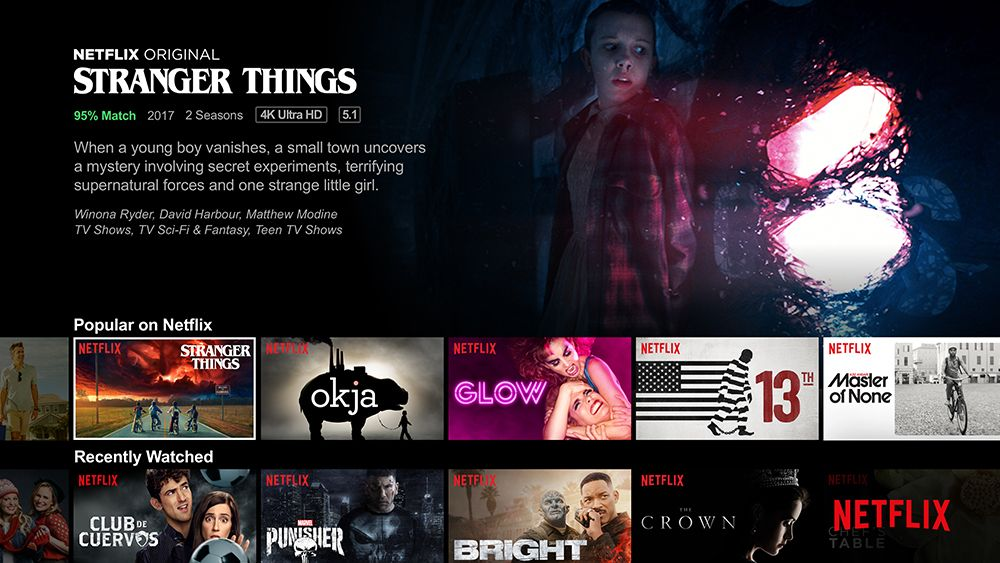 NETFLIX ORIGINAL
STRANGER THINGS
95% Match 2017 2 Seasons 4K Ultra HD 5.1
When a young boy vanishes, a small town uncovers
a mystery involving secret experiments, terrifying
supernatural forces and one strange little girl.
Winona Ryder, David Harbour, Matthew Modine
TV Shows, TV Sci-Fi & Fantasy, Teen TV Shows
Popular on Netflix
NETFLIX
STRANGER
THINGS
NETFLIX
okja
NETFLIX
GLOW
NETFLIX
13TH
NETFLIX
Master
of None
Recently Watched
NETFLIX
CLUB DE
CUERVOS
NETFLIX
MARVEL
PUNISHER
NETFLIX
BRIGHT
NETFLIX
THE
CROWN
NETFLIX
CHEF'S
TABLE